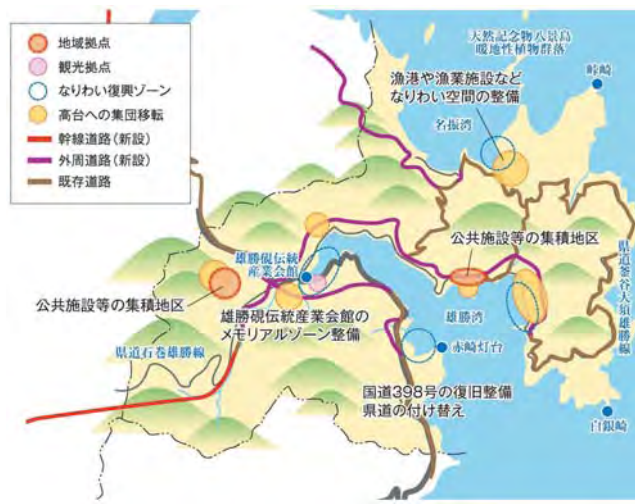 地域拠点
観光拠点
なりわい復興ゾーン
高台への集団移転
幹線道路(新設)
外周道路(新設)
既存道路
天然記念物八景島
暖地性植物群落
峠崎
漁港や漁業施設など
なりわい空間の整備
名振湾
公共施設等の集積地区
県道釜谷大須雄勝線
雄勝硯伝統
産業会館
公共施設等の集積地区
雄勝硯伝統産業会館の
メモリアルゾーン整備
雄勝湾
赤崎灯台
県道石巻雄勝線
国道398号の復旧整備
県道の付け替え
白銀崎